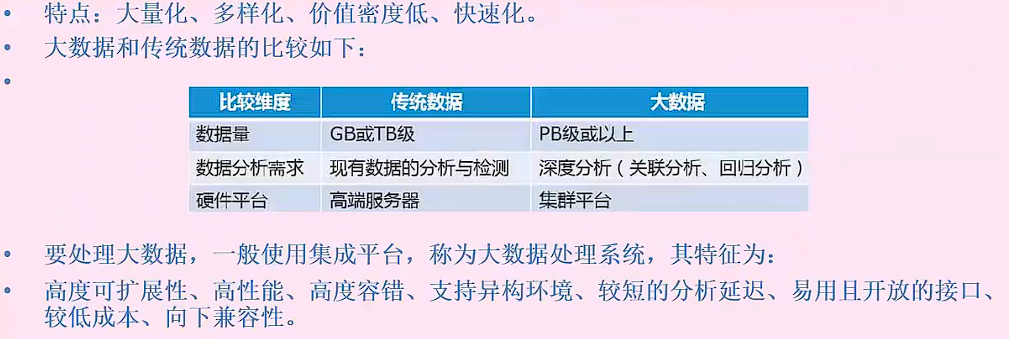 • 特点：大量化、多样化、价值密度低、快速化。
• 大数据和传统数据的比较如下：
•
比较维度 传统数据 大数据
数据量 GB或TB级 PB级或以上
数据分析需求 现有数据的分析与检测 深度分析（关联分析、回归分析）
硬件平台 高端服务器 集群平台
• 要处理大数据，一般使用集成平台，称为大数据处理系统，其特征为：
• 高度可扩展性、高性能、高度容错、支持异构环境、较短的分析延迟、易用且开放的接口、
较低成本、向下兼容性。